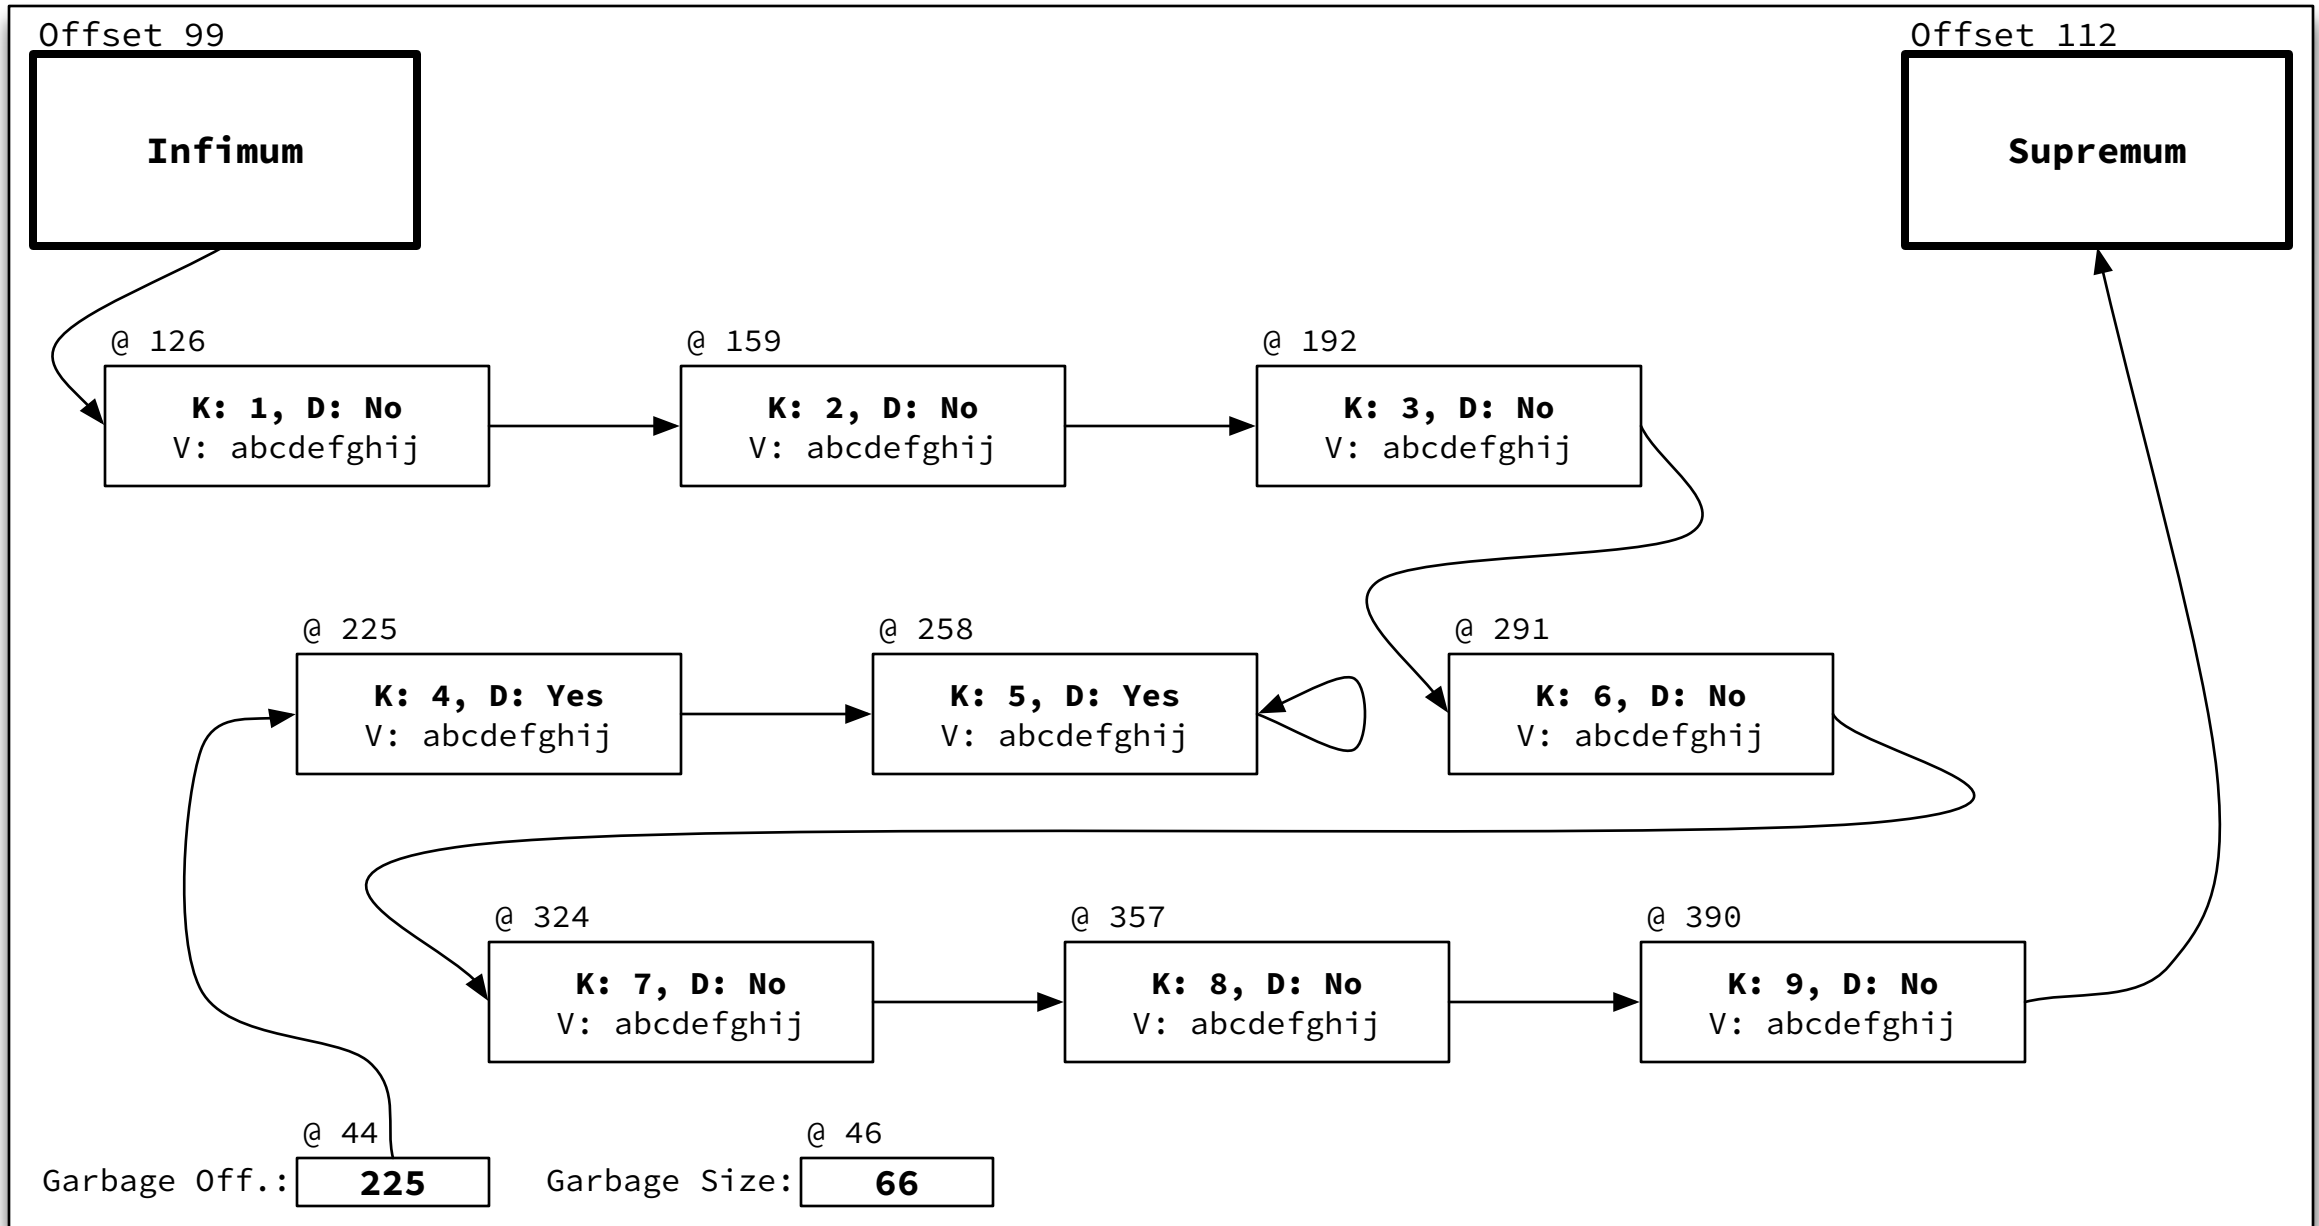 Offset 99
Offset 112
Infimum
Supremum
@ 126
@ 159
@ 192
K: 1, D: No
V: abcdefghij
K: 2, D: No
V: abcdefghij
K: 3, D: No
V: abcdefghij
@ 225
@ 258
@ 291
K: 4, D: Yes
V: abcdefghij
K: 5, D: Yes
V: abcdefghij
K: 6, D: No
V: abcdefghij
@ 324
@ 357
@ 390
K: 7, D: No
V: abcdefghij
K: 8, D: No
V: abcdefghij
K: 9, D: No
V: abcdefghij
@ 44
@ 46
Garbage Off.: 225
Garbage Size: 66